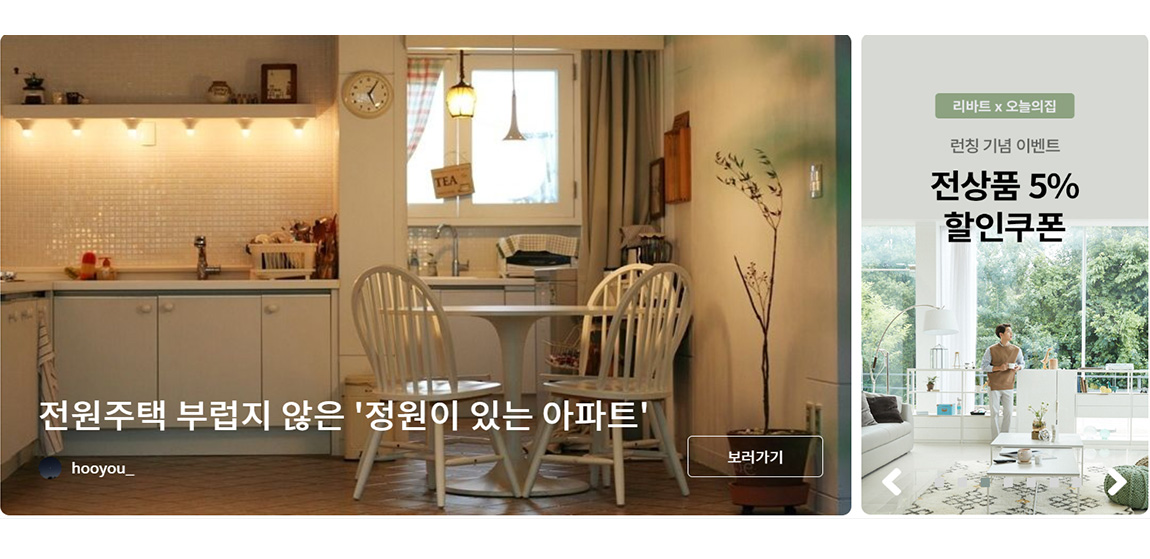 TEA
전원주택 부럽지 않은 '정원이 있는 아파트'
hooyou_
보러가기
리바트 x 오늘의집
런칭 기념 이벤트
전상품 5%
할인쿠폰